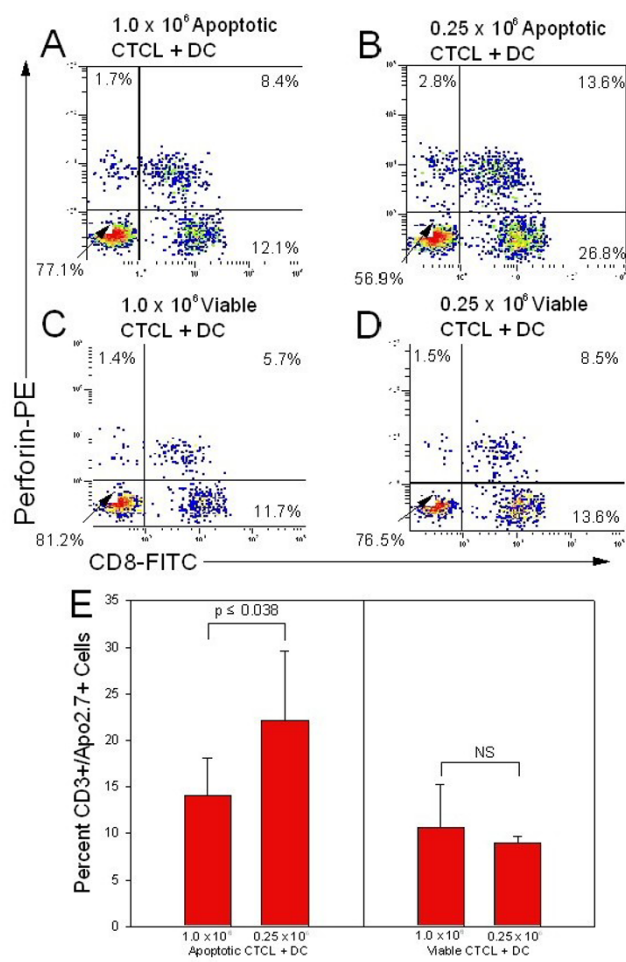 A
1.0 x 10⁶ Apoptotic
CTCL + DC
1.7%
8.4%
77.1%
12.1%
B
0.25 x 10⁶ Apoptotic
CTCL + DC
2.8%
13.6%
56.9%
26.8%
C
1.0 x 10⁶ Viable
CTCL + DC
1.4%
5.7%
81.2%
11.7%
D
0.25 x 10⁶ Viable
CTCL + DC
1.5%
8.5%
76.5%
13.6%
Perforin-PE
CD8-FITC
E
Percent CD3+/Apo2.7+ Cells
35
30
25
20
15
10
5
0
p ≤ 0.038
NS
1.0 x 10⁶ 0.25 x 10⁶
Apoptotic CTCL + DC
1.0 x 10⁶ 0.25 x 10⁶
Viable CTCL + DC